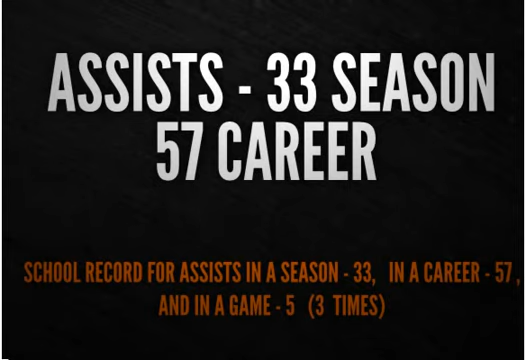 ASSISTS - 33 SEASON
57 CAREER
SCHOOL RECORD FOR ASSISTS IN A SEASON - 33, IN A CAREER - 57,
AND IN A GAME - 5 (3 TIMES)